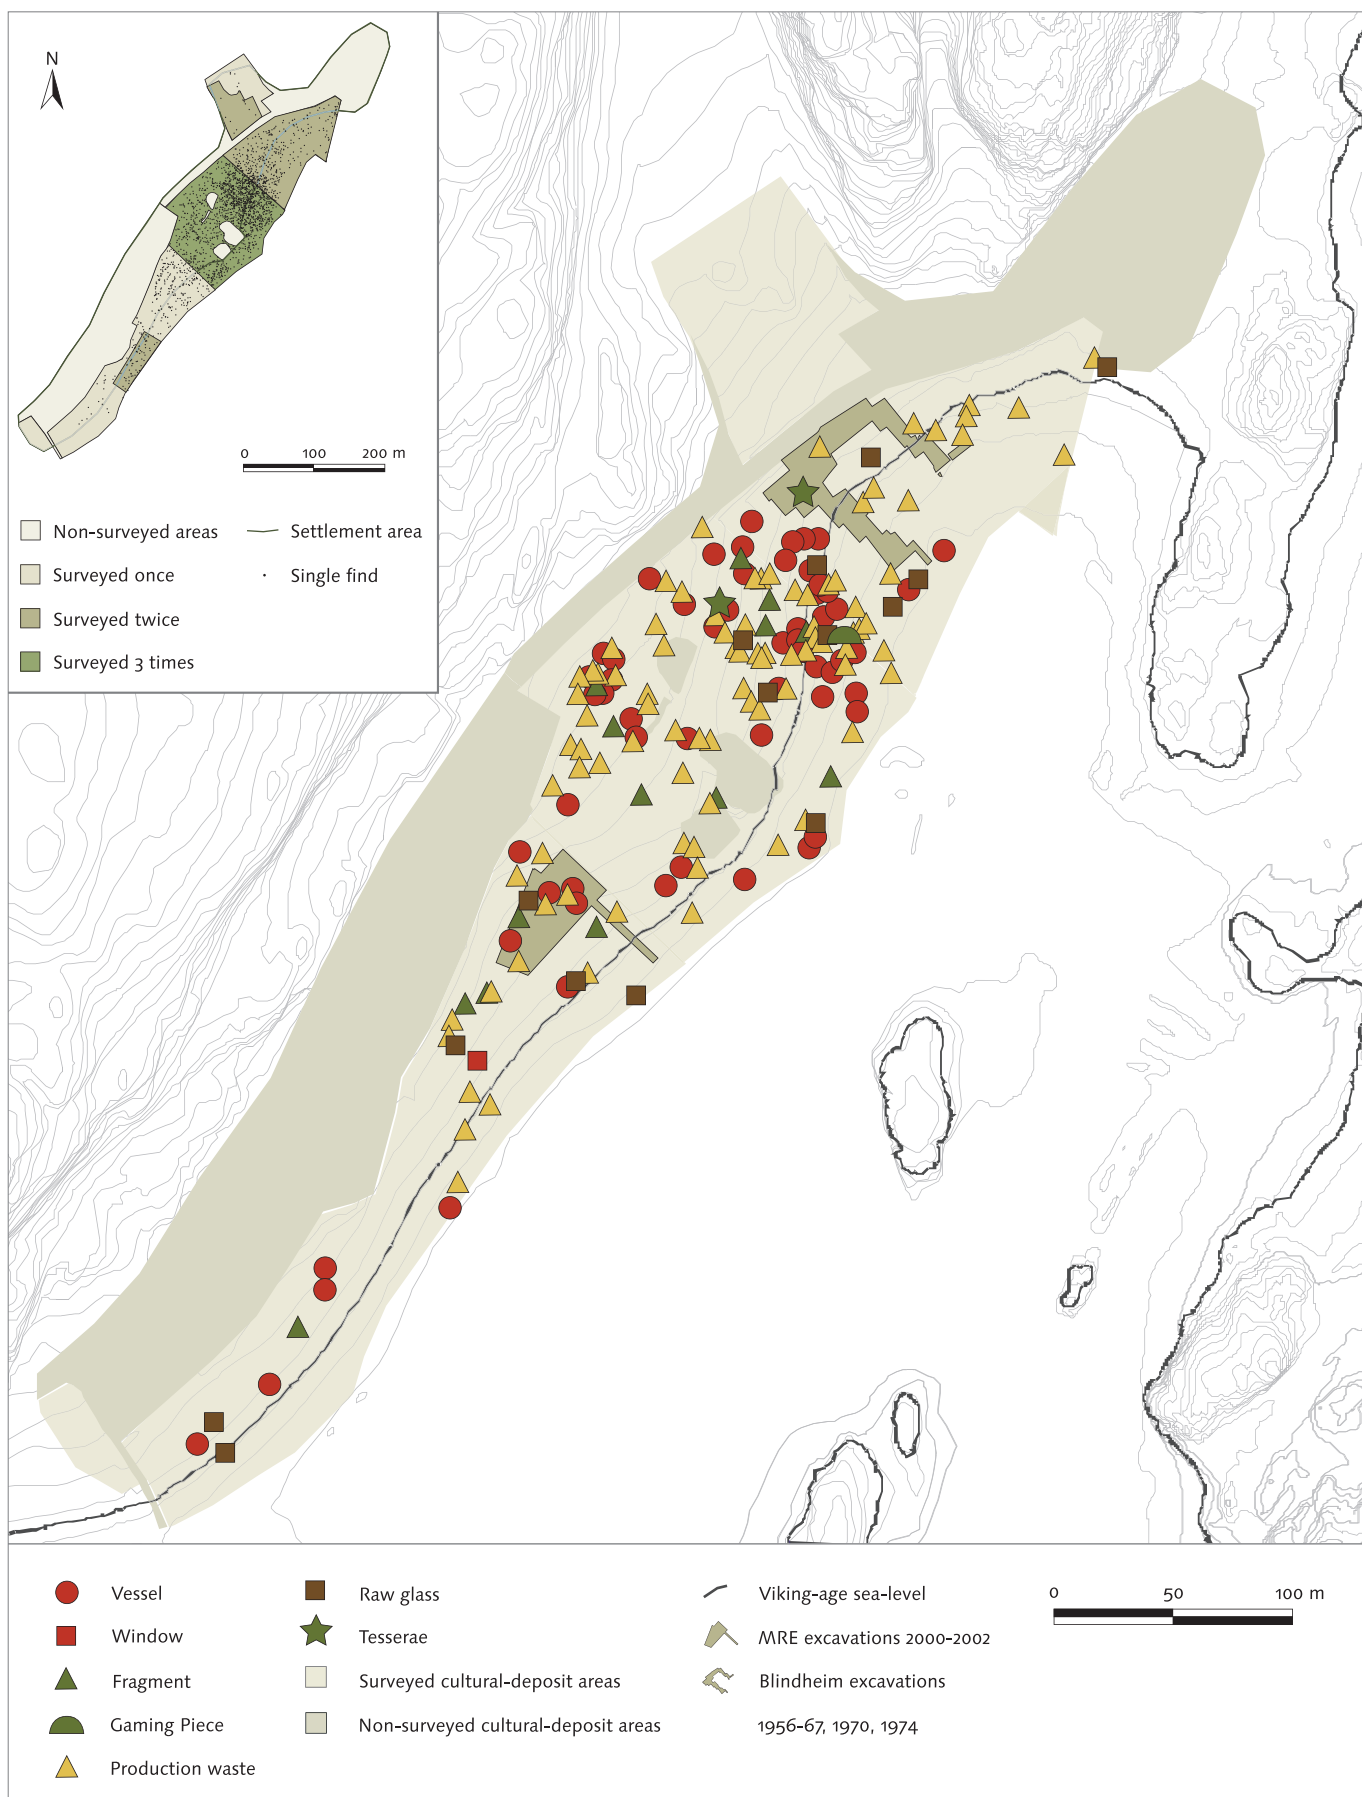 N
0 100 200 m
Non-surveyed areas
Surveyed once
Surveyed twice
Surveyed 3 times
Settlement area
Single find
Vessel
Window
Fragment
Gaming Piece
Production waste
Raw glass
Tesserae
Surveyed cultural-deposit areas
Non-surveyed cultural-deposit areas
Viking-age sea-level
MRE excavations 2000-2002
Blindheim excavations
1956-67, 1970, 1974
0 50 100 m